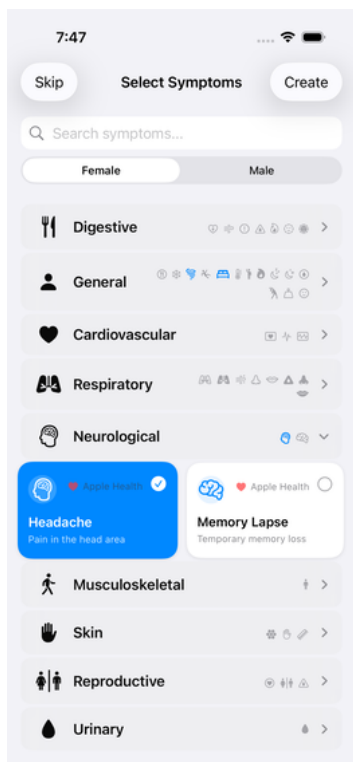 7:47
Skip Select Symptoms Create
Search symptoms...
Female Male
Digestive
General
Cardiovascular
Respiratory
Neurological
Apple Health Apple Health
Headache Memory Lapse
Pain in the head area Temporary memory loss
Musculoskeletal
Skin
Reproductive
Urinary